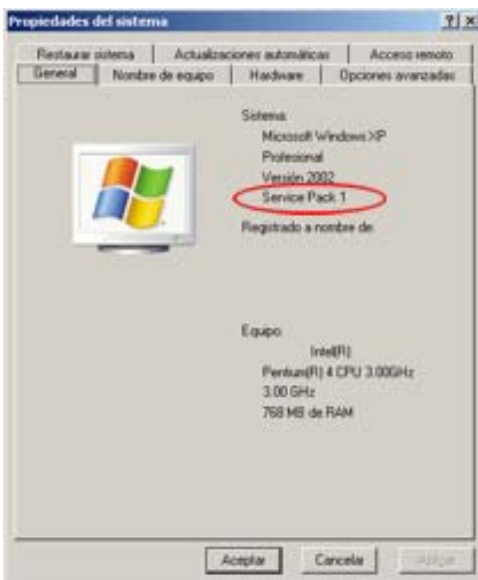 Propiedades del sistema
Restaurar sistema
Actualizaciones automáticas
Acceso remoto
General
Nombre de equipo
Hardware
Opciones avanzadas
Sistema:
Microsoft Windows XP
Profesional
Versión 2002
Service Pack 1
Registrado a nombre de:
Equipo:
Intel(R)
Pentium(R) 4 CPU 3.00GHz
3.00 GHz
768 MB de RAM
Aceptar
Cancelar
Aplicar